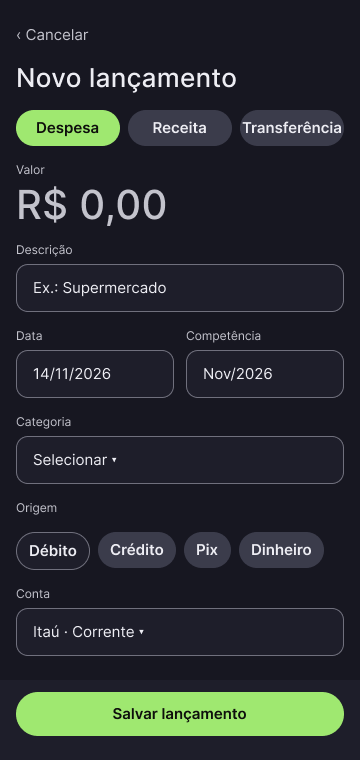 ‹ Cancelar
Novo lançamento
Despesa Receita Transferência
Valor
R$ 0,00
Descrição
Ex.: Supermercado
Data Competência
14/11/2026 Nov/2026
Categoria
Selecionar ▾
Origem
Débito Crédito Pix Dinheiro
Conta
Itaú · Corrente ▾
Salvar lançamento